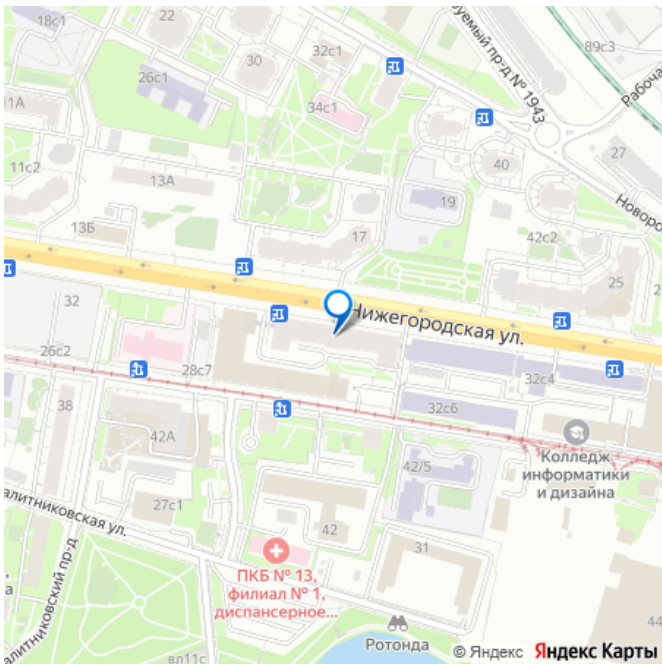 18с1
22
32с1
30
26с1
уемый пр-д № 1943
89с3
Рабоча
34с1
11А
11с2
13А
40
27
19
Новоро
13Б
17
42с2
25
32
Нижегородская ул.
26с2
28с7
32с4
38
32с6
42А
Колледж
информатики
и дизайна
42/5
27с1
алитниковская ул.
42
31
ПКБ № 13,
филиал № 1,
диспансерное...
алитниковский пр-д
а
44
вл11с
Ротонда
© Яндекс Яндекс Карты